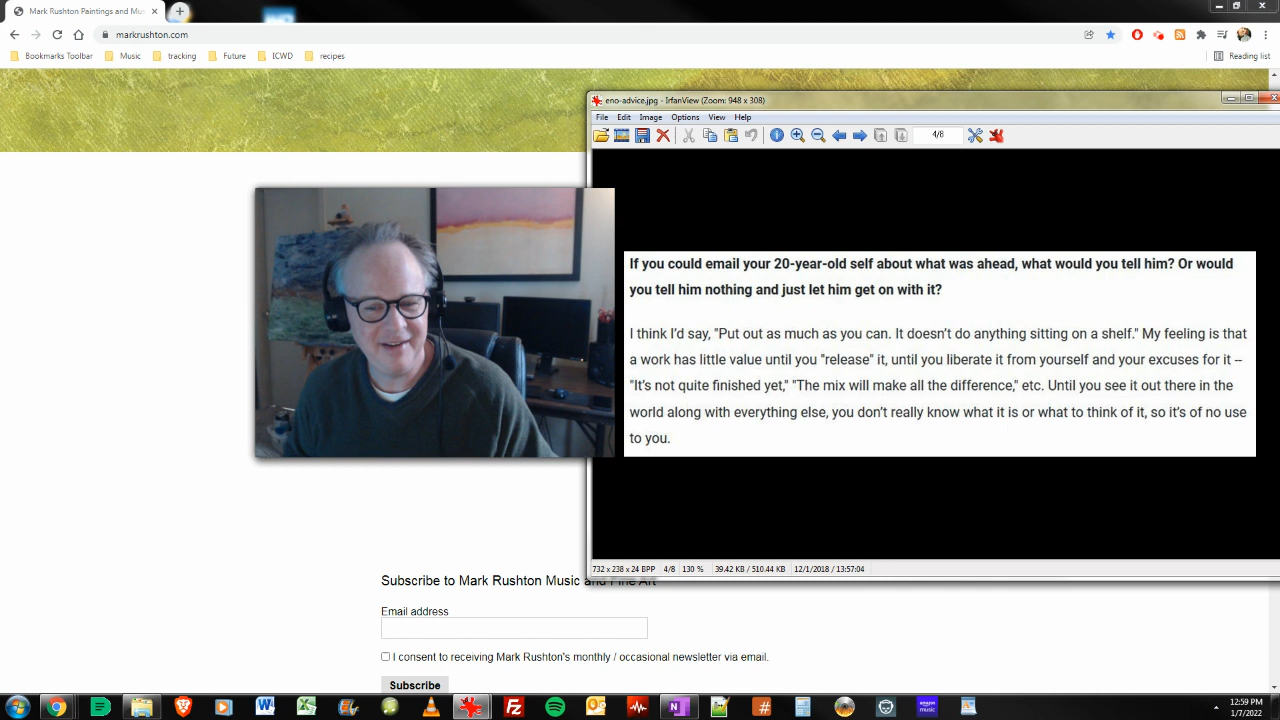 Mark Rushton Paintings and Mus
markrushton.com
Bookmarks Toolbar
Music
tracking
Future
ICWD
recipes
Reading list
eno-advice.jpg - IrfanView (Zoom: 948 x 308)
File Edit Image Options View Help
4/8
If you could email your 20-year-old self about what was ahead, what would you tell him? Or would
you tell him nothing and just let him get on with it?
I think I'd say, "Put out as much as you can. It doesn't do anything sitting on a shelf." My feeling is that
a work has little value until you "release" it, until you liberate it from yourself and your excuses for it --
"It's not quite finished yet," "The mix will make all the difference," etc. Until you see it out there in the
world along with everything else, you don't really know what it is or what to think of it, so it's of no use
to you.
732 x 238 x 24 BPP 4/8 130 % 39.42 KB / 510.44 KB 12/1/2018 / 13:57:04
Subscribe to Mark Rushton Music and Fine Art
Email address
I consent to receiving Mark Rushton's monthly / occasional newsletter via email.
Subscribe
amazon
music
12:59 PM
1/7/2022